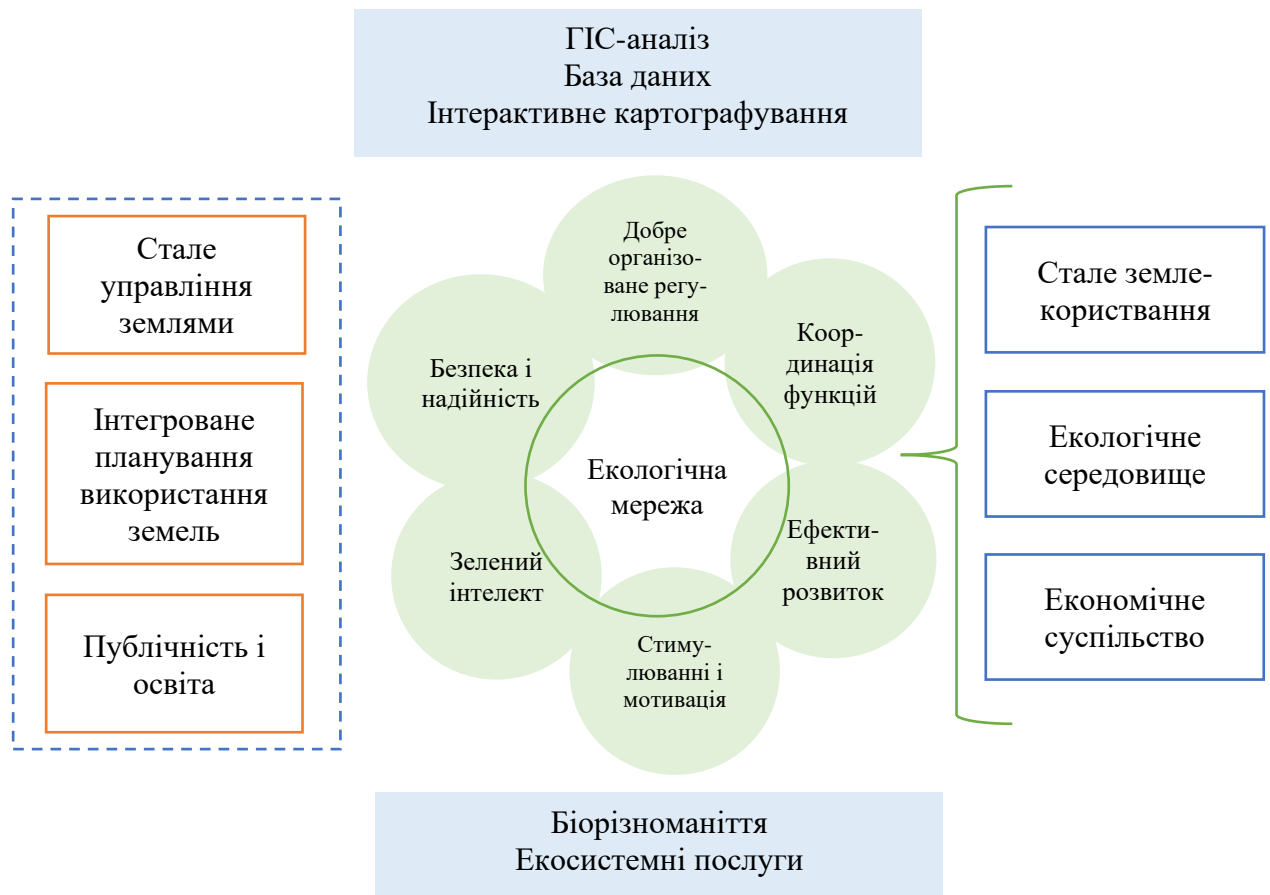 ГІС-аналіз
База даних
Інтерактивне картографування
Стале
управління
землями
Інтегроване
планування
використання
земель
Публічність і
освіта
Добре
організо-
ване регу-
лювання
Коор-
динація
функцій
Ефекти-
вний
розвиток
Стиму-
люванні і
мотивація
Зелений
інтелект
Безпека і
надійність
Екологічна
мережа
Стале земле-
користвання
Екологічне
середовище
Економічне
суспільство
Біорізноманіття
Екосистемні послуги